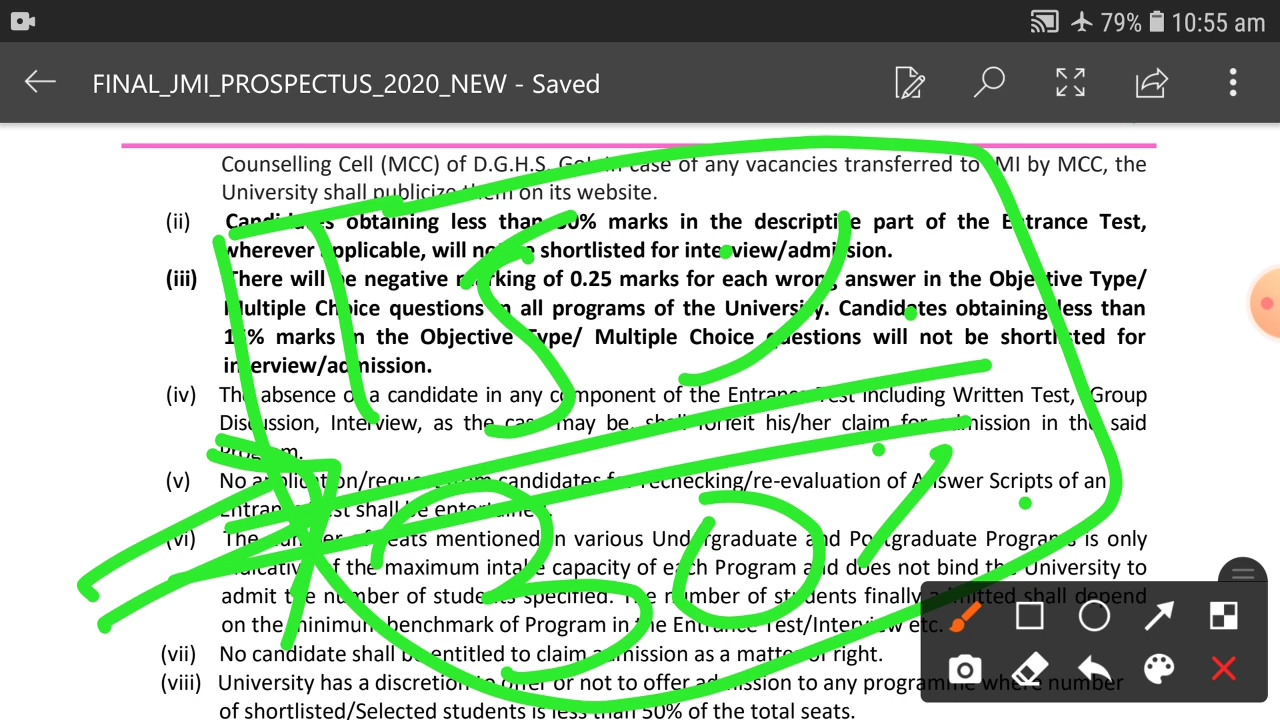 79% 10:55 am
FINAL_JMI_PROSPECTUS_2020_NEW - Saved
Counselling Cell (MCC) of D.G.H.S. in case of any vacancies transferred to JMI by MCC, the
University shall publicize them on its website.
(ii) Candidates obtaining less than 30% marks in the descriptive part of the Entrance Test,
wherever applicable, will not be shortlisted for interview/admission.
(iii) There will be negative marking of 0.25 marks for each wrong answer in the Objective Type/
Multiple Choice questions in all programs of the University. Candidates obtaining less than
15% marks in the Objective Type/ Multiple Choice questions will not be shortlisted for
interview/admission.
(iv) The absence of a candidate in any component of the Entrance Test including Written Test, Group
Discussion, Interview, as the case may be, shall forfeit his/her claim for admission in the said
Program.
(v) No application/request from candidates for rechecking/re-evaluation of Answer Scripts of an
Entrance Test shall be entertained.
(vi) The number of seats mentioned in various Undergraduate and Postgraduate Programs is only
indicative of the maximum intake capacity of each Program and does not bind the University to
admit the number of students specified. The number of students finally admitted shall depend
on the minimum benchmark of Program in the Entrance Test/Interview etc.
(vii) No candidate shall be entitled to claim admission as a matter of right.
(viii) University has a discretion to offer or not to offer admission to any programme where number
of shortlisted/Selected students is less than 50% of the total seats.